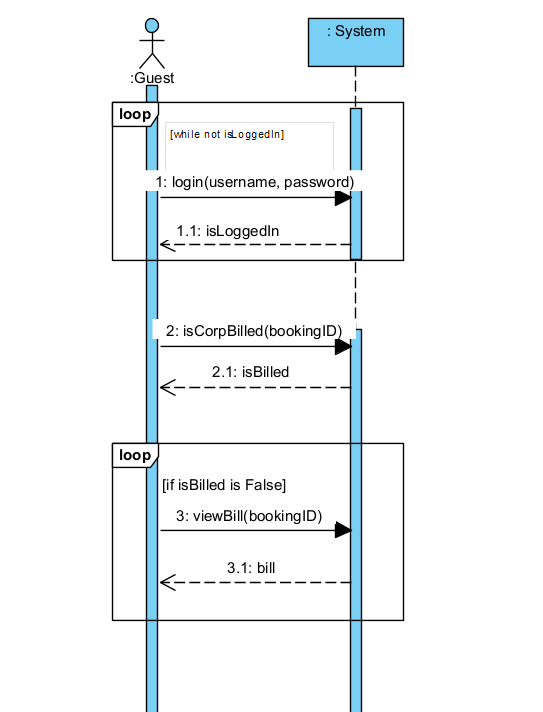 : System
:Guest
loop
[while not isLoggedIn]
1: login(username, password)
1.1: isLoggedIn
2: isCorpBilled(bookingID)
2.1: isBilled
loop
[if isBilled is False]
3: viewBill(bookingID)
3.1: bill